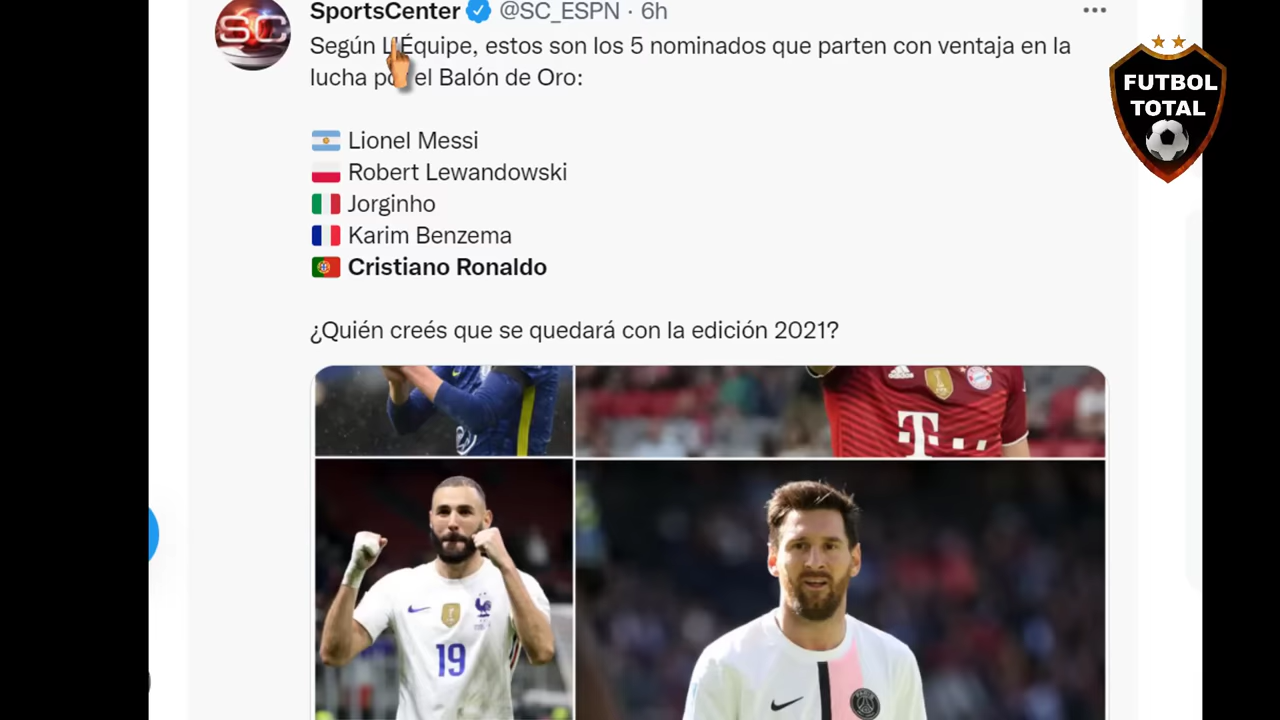 SportsCenter @SC_ESPN · 6h
Según L'Équipe, estos son los 5 nominados que parten con ventaja en la
lucha por el Balón de Oro:
Lionel Messi
Robert Lewandowski
Jorginho
Karim Benzema
Cristiano Ronaldo
¿Quién creés que se quedará con la edición 2021?
SC
FUTBOL
TOTAL
T
19